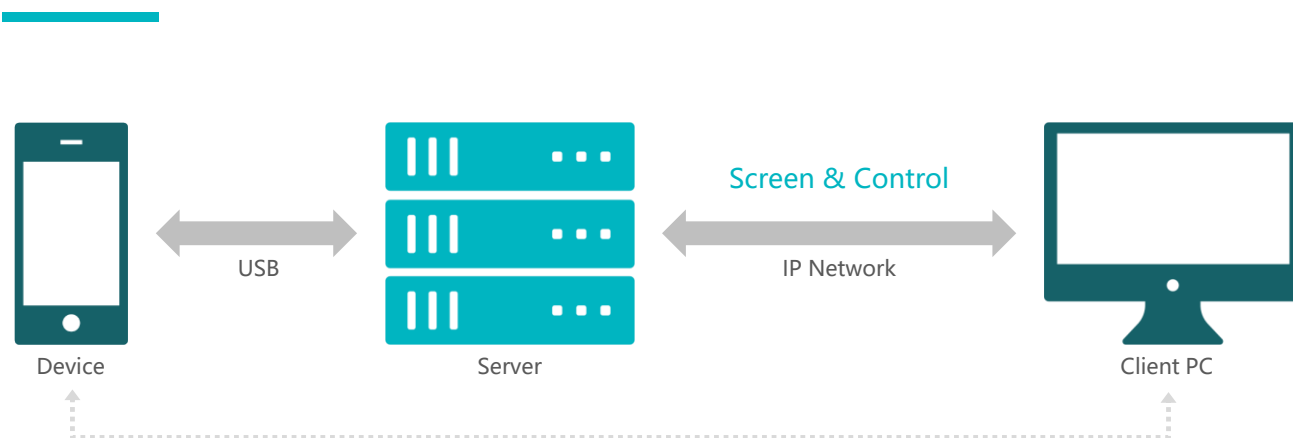 Screen & Control
USB
IP Network
Device
Server
Client PC